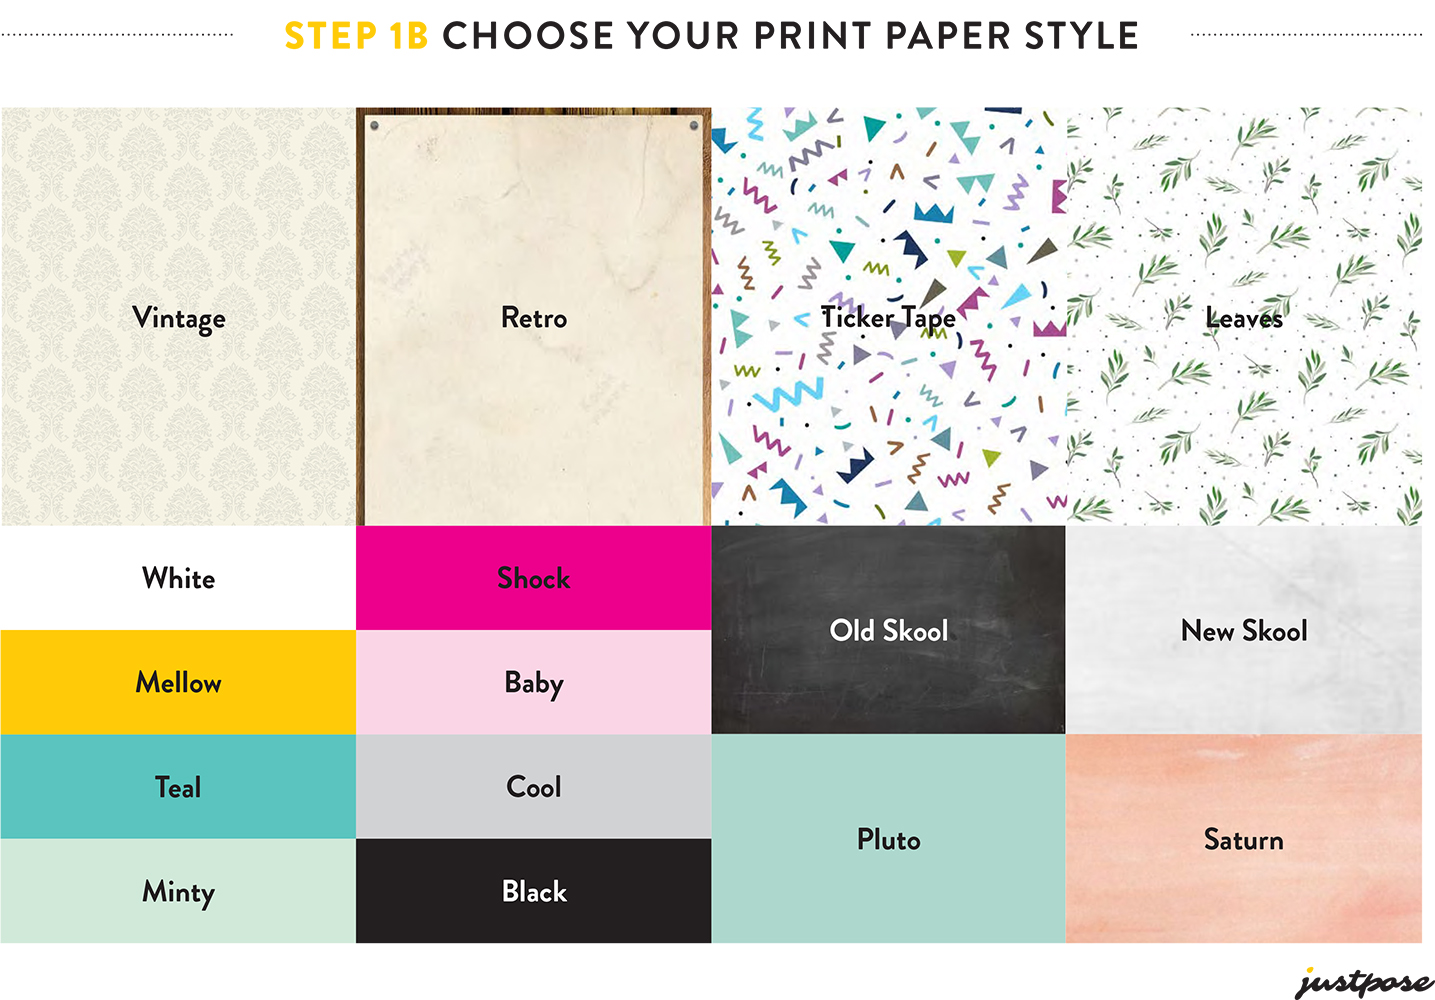 STEP 1B CHOOSE YOUR PRINT PAPER STYLE
Vintage
Retro
Ticker Tape
Leaves
White
Shock
Old Skool
New Skool
Mellow
Baby
Teal
Cool
Pluto
Saturn
Minty
Black
justpose